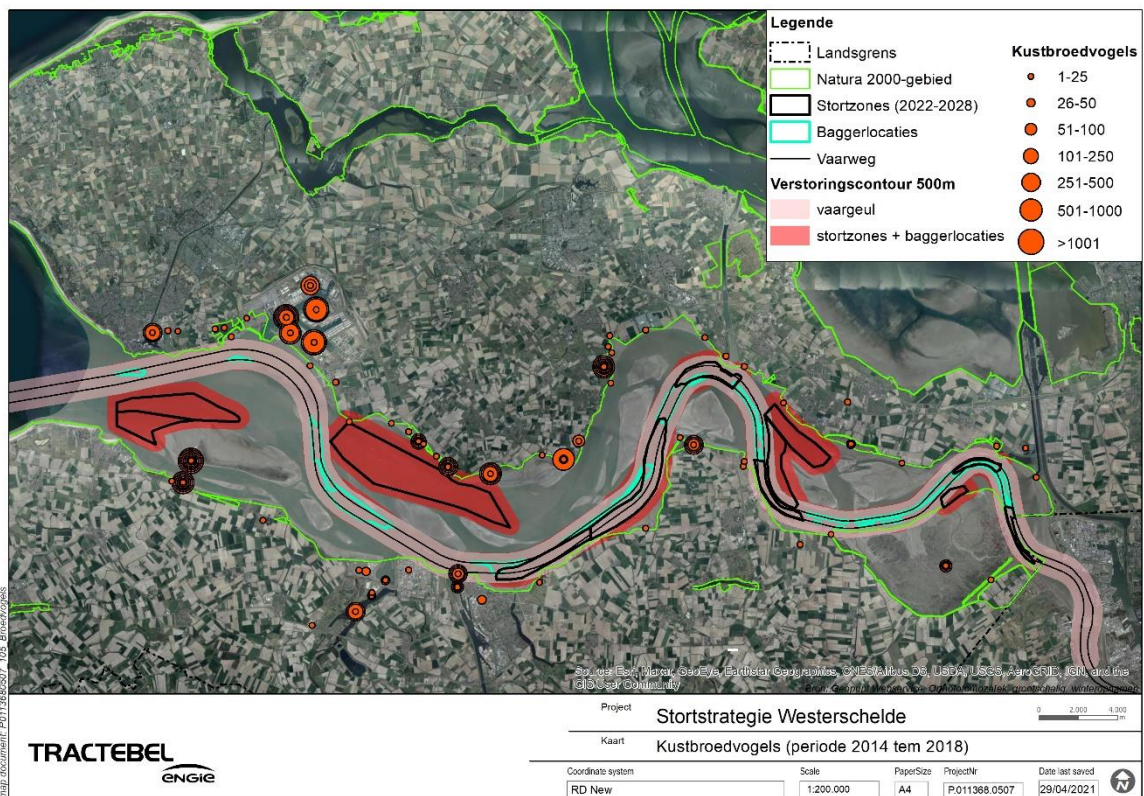 Legende
Landsgrens
Natura 2000-gebied
Stortzones (2022-2028)
Baggerlocaties
Vaarweg
Verstoringscontour 500m
vaargeul
stortzones + baggerlocaties
Kustbroedvogels
1-25
26-50
51-100
101-250
251-500
501-1000
>1001
Source: Esri, Maxar, GeoEye, Earthstar Geographics, CNES/Airbus DS, USDA, USGS, AeroGRID, IGN, and the
GIS User Community
map document: P0113680507_105_Broedvogels
TRACTEBEL
ENGIE
Project
Stortstrategie Westerschelde
0 2.000 4.000
Kaart
Kustbroedvogels (periode 2014 tem 2018)
Coordinate system
RD New
Scale
1:200.000
PaperSize
A4
ProjectNr
P.011368.0507
Date last saved
29/04/2021
N